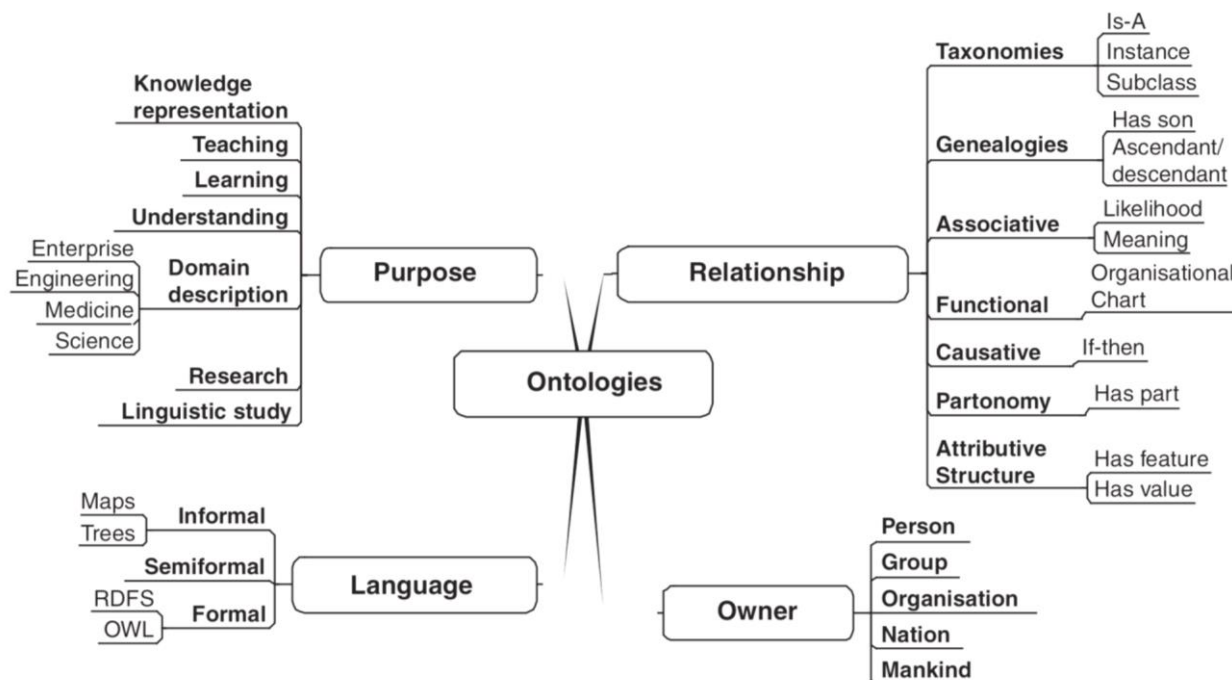 Knowledge
representation
Teaching
Learning
Understanding
Enterprise
Engineering
Medicine
Science
Domain
description
Research
Linguistic study
Purpose
Relationship
Taxonomies
Is-A
Instance
Subclass
Genealogies
Has son
Ascendant/
descendant
Associative
Likelihood
Meaning
Functional
Organisational
Chart
Causative
If-then
Partonomy
Has part
Attributive
Structure
Has feature
Has value
Ontologies
Maps
Trees
Informal
Semiformal
RDFS
OWL
Formal
Language
Owner
Person
Group
Organisation
Nation
Mankind